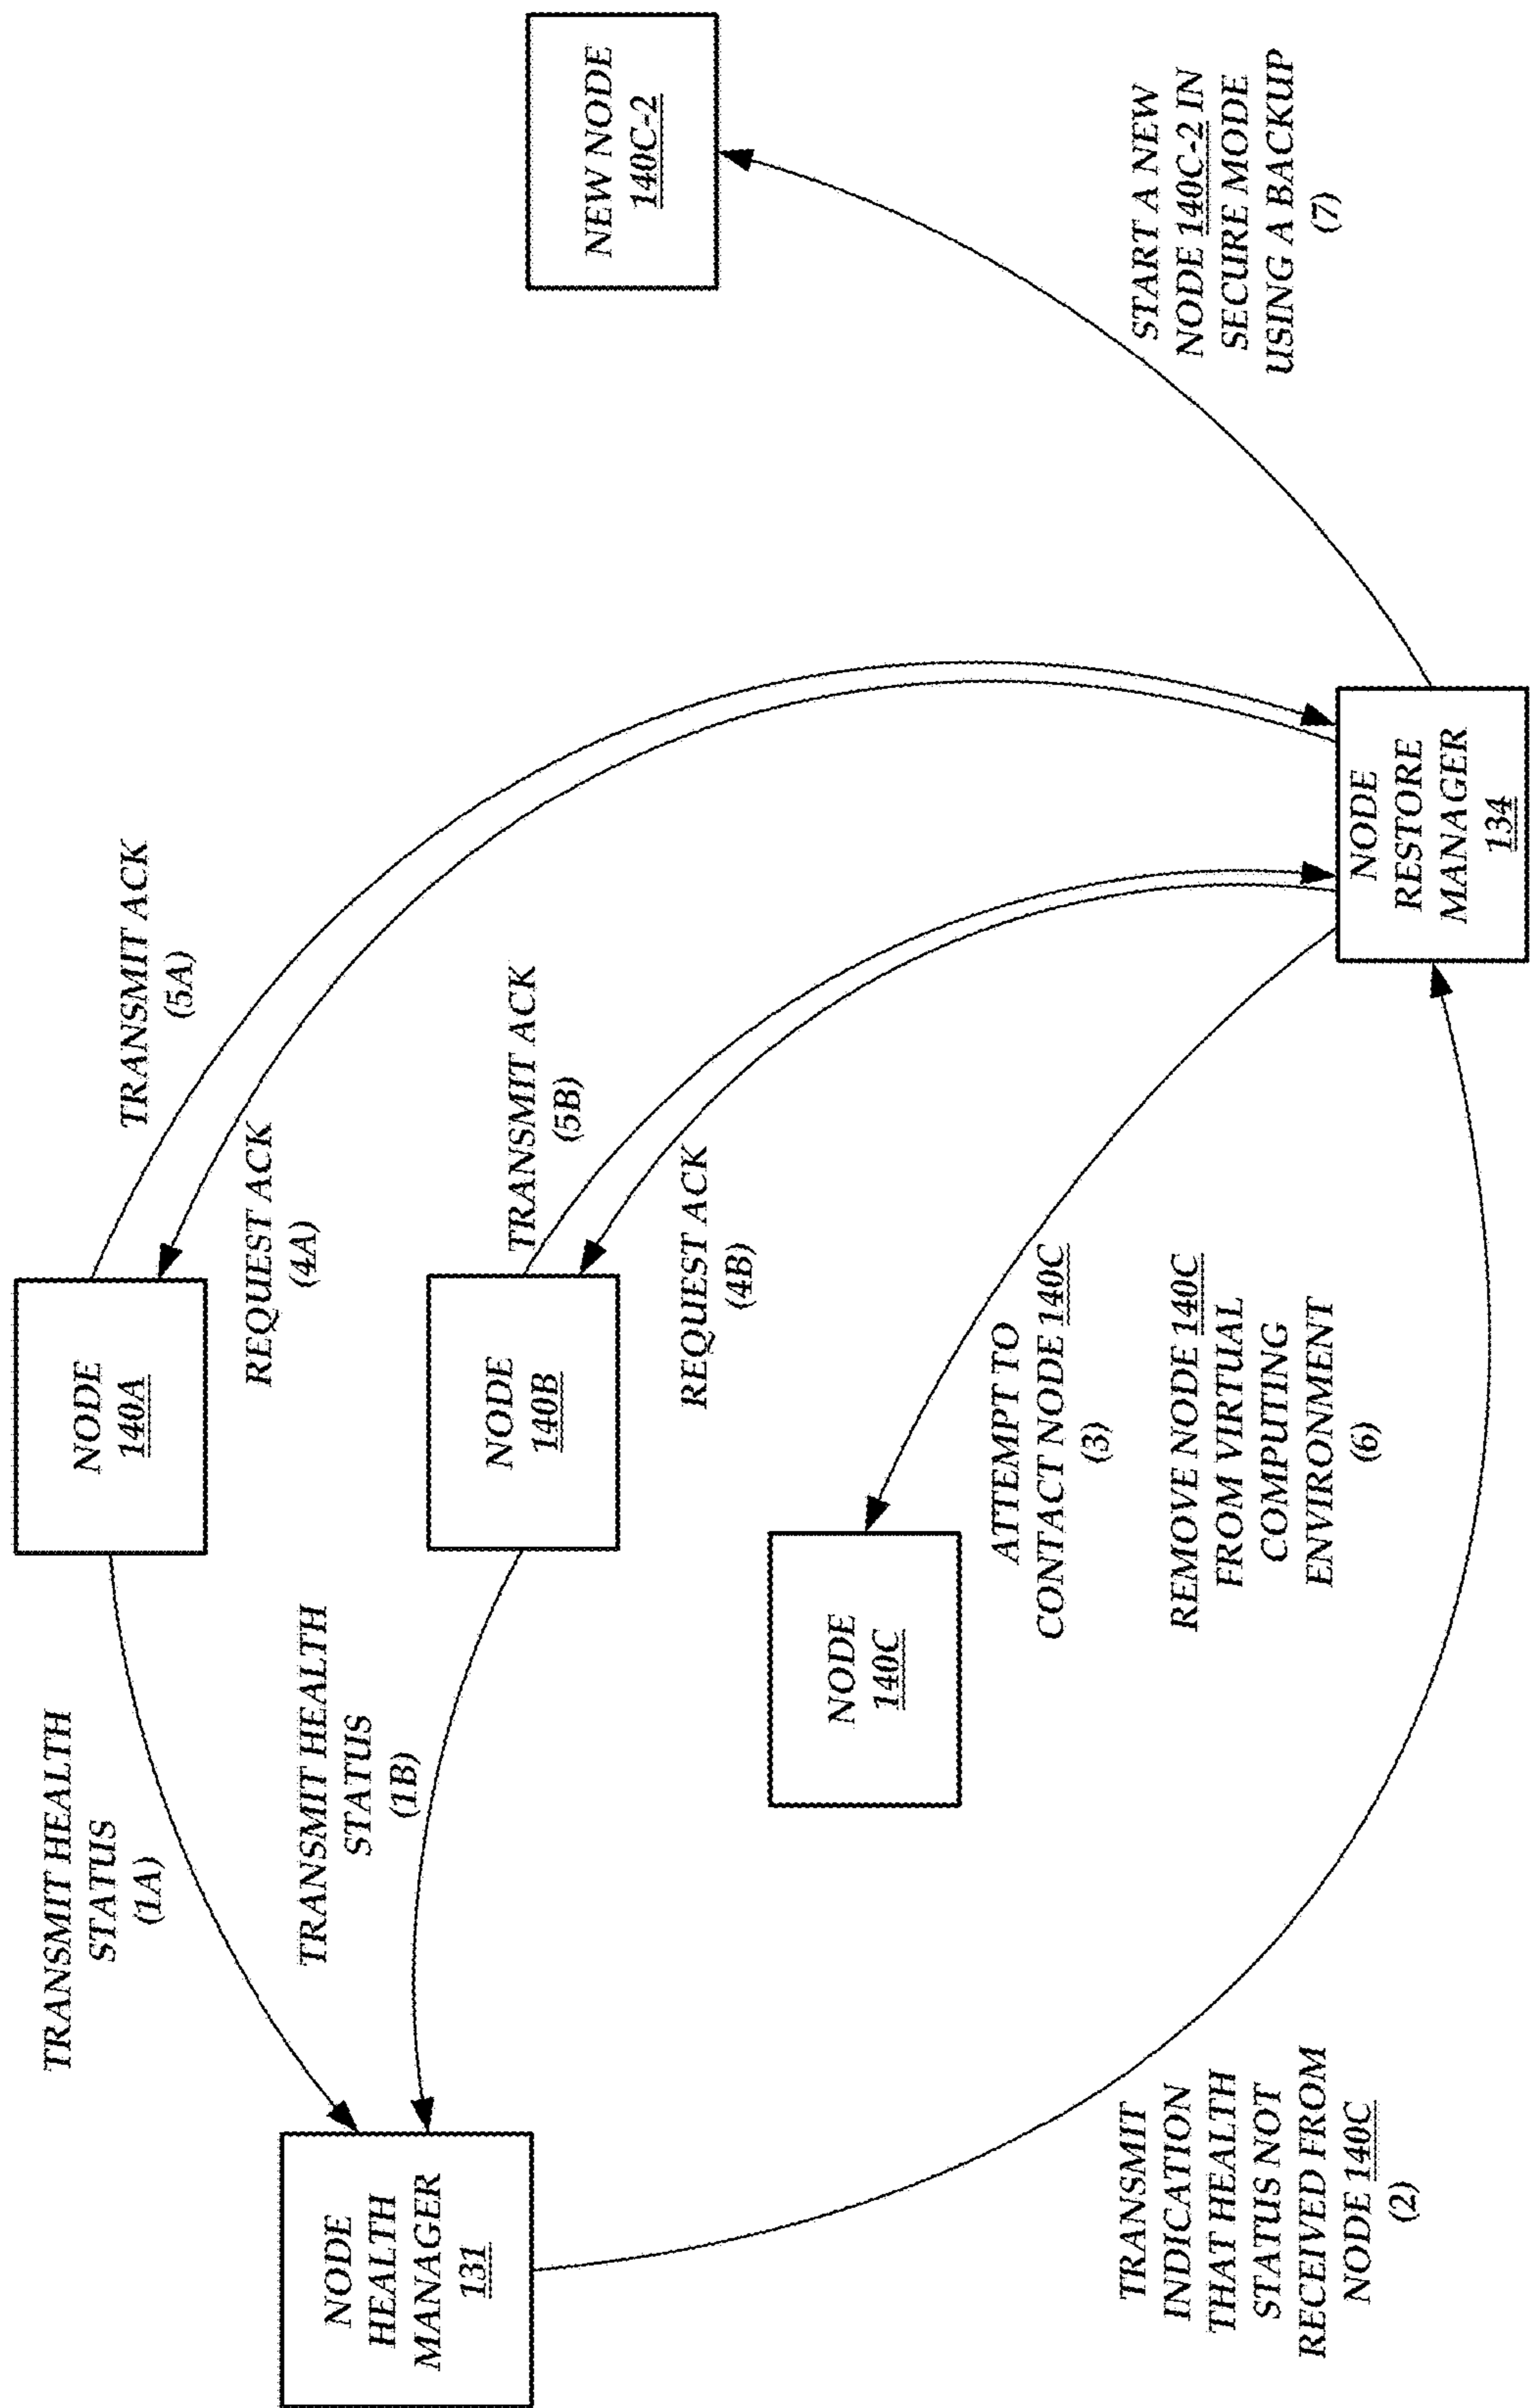 TRANSMIT HEALTH
STATUS
(1A)
NODE
140A
TRANSMIT ACK
(5A)
REQUEST ACK
(4A)
NODE
HEALTH
MANAGER
131
TRANSMIT HEALTH
STATUS
(1B)
NODE
140B
TRANSMIT ACK
(5B)
REQUEST ACK
(4B)
NEW NODE
140C-2
NODE
140C
ATTEMPT TO
CONTACT NODE 140C
(3)
REMOVE NODE 140C
FROM VIRTUAL
COMPUTING
ENVIRONMENT
(6)
TRANSMIT
INDICATION
THAT HEALTH
STATUS NOT
RECEIVED FROM
NODE 140C
(2)
NODE
RESTORE
MANAGER
134
START A NEW
NODE 140C-2 IN
SECURE MODE
USING A BACKUP
(7)